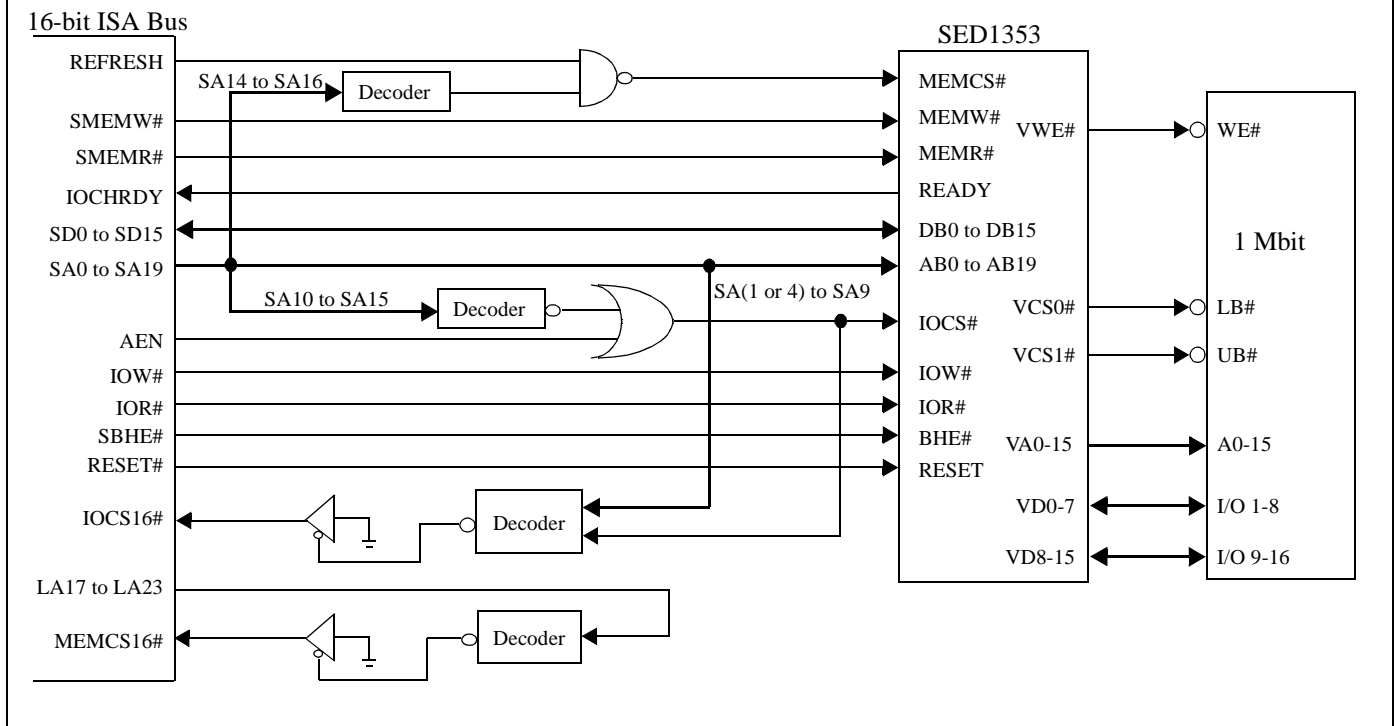 16-bit ISA Bus
SED1353
REFRESH
SA14 to SA16
Decoder
MEMCS#
SMEMW#
MEMW#
VWE#
WE#
SMEMR#
MEMR#
IOCHRDY
READY
SD0 to SD15
DB0 to DB15
1 Mbit
SA0 to SA19
AB0 to AB19
SA10 to SA15
Decoder
SA(1 or 4) to SA9
VCS0#
LB#
IOCS#
AEN
VCS1#
UB#
IOW#
IOW#
IOR#
IOR#
SBHE#
BHE#
VA0-15
A0-15
RESET#
RESET
IOCS16#
Decoder
VD0-7
I/O 1-8
VD8-15
I/O 9-16
LA17 to LA23
MEMCS16#
Decoder